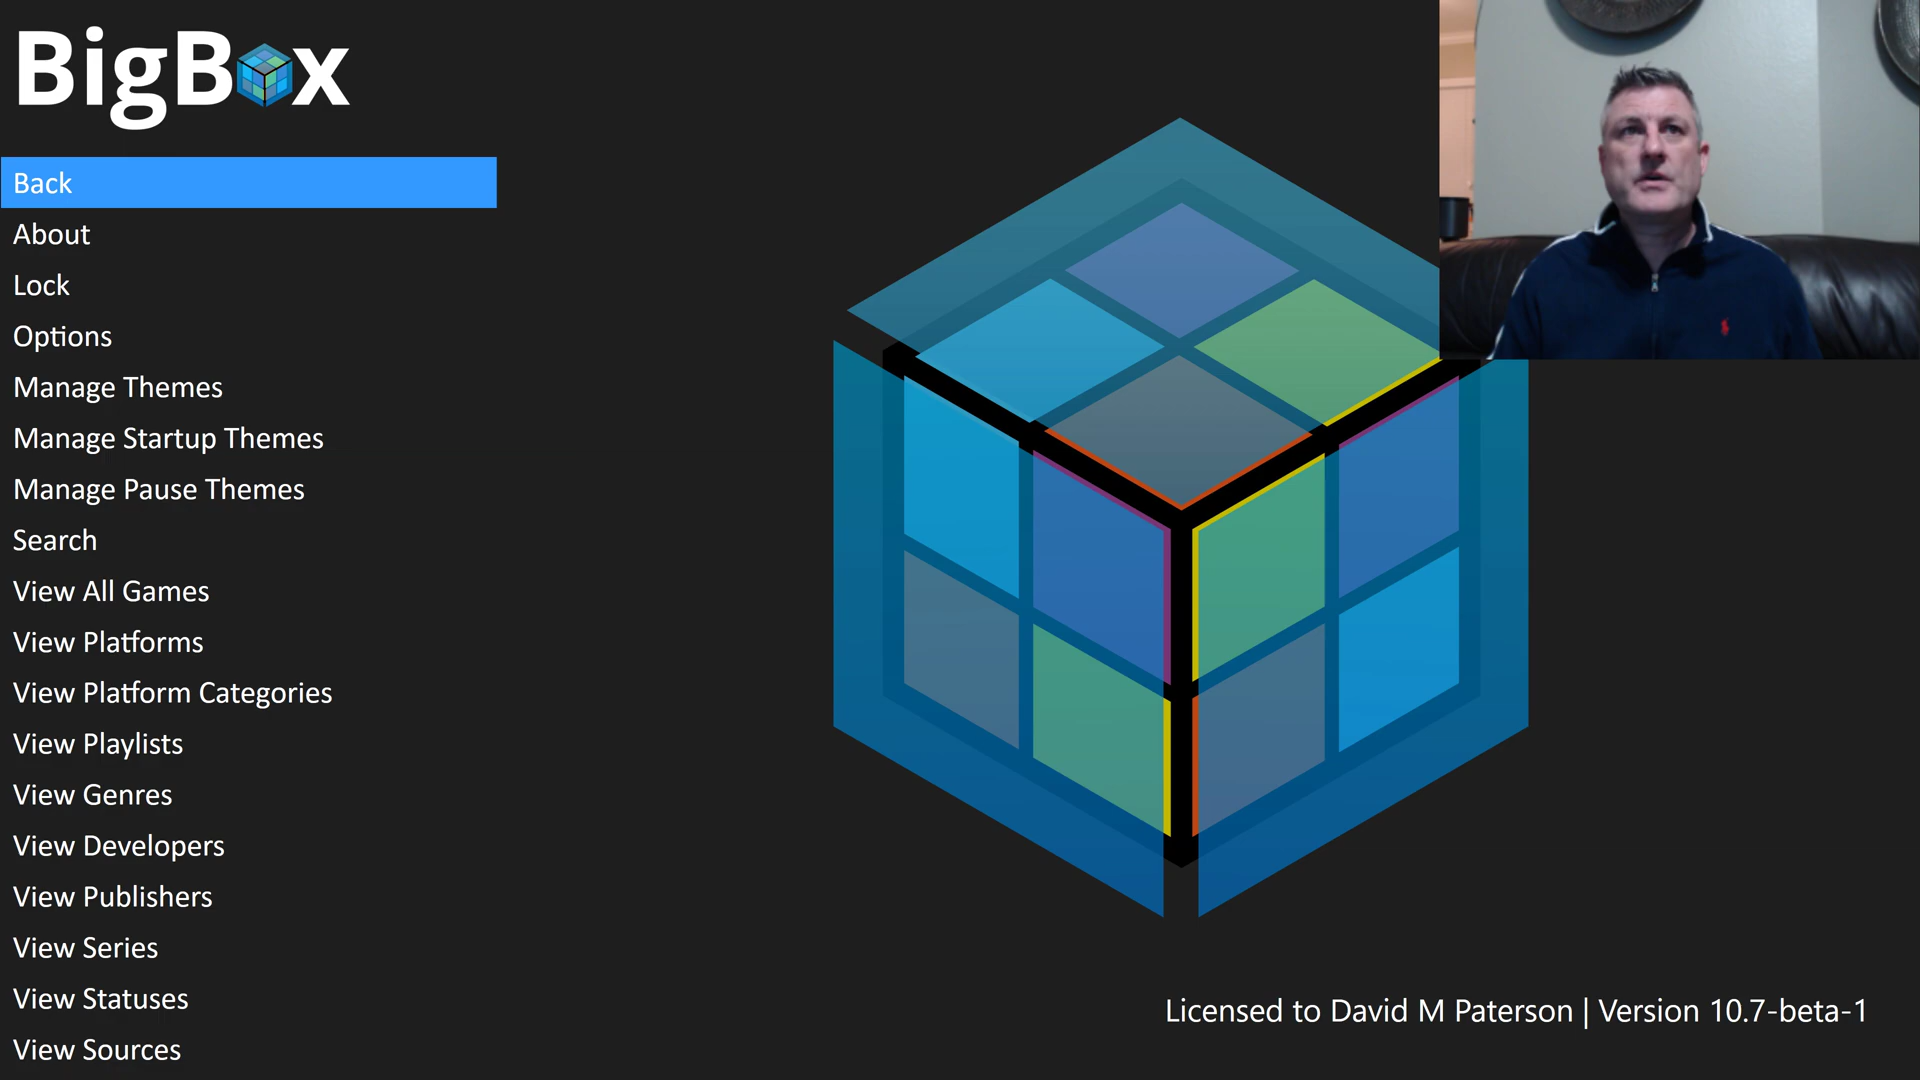 BigBox
Back
About
Lock
Options
Manage Themes
Manage Startup Themes
Manage Pause Themes
Search
View All Games
View Platforms
View Platform Categories
View Playlists
View Genres
View Developers
View Publishers
View Series
View Statuses
View Sources
Licensed to David M Paterson | Version 10.7-beta-1